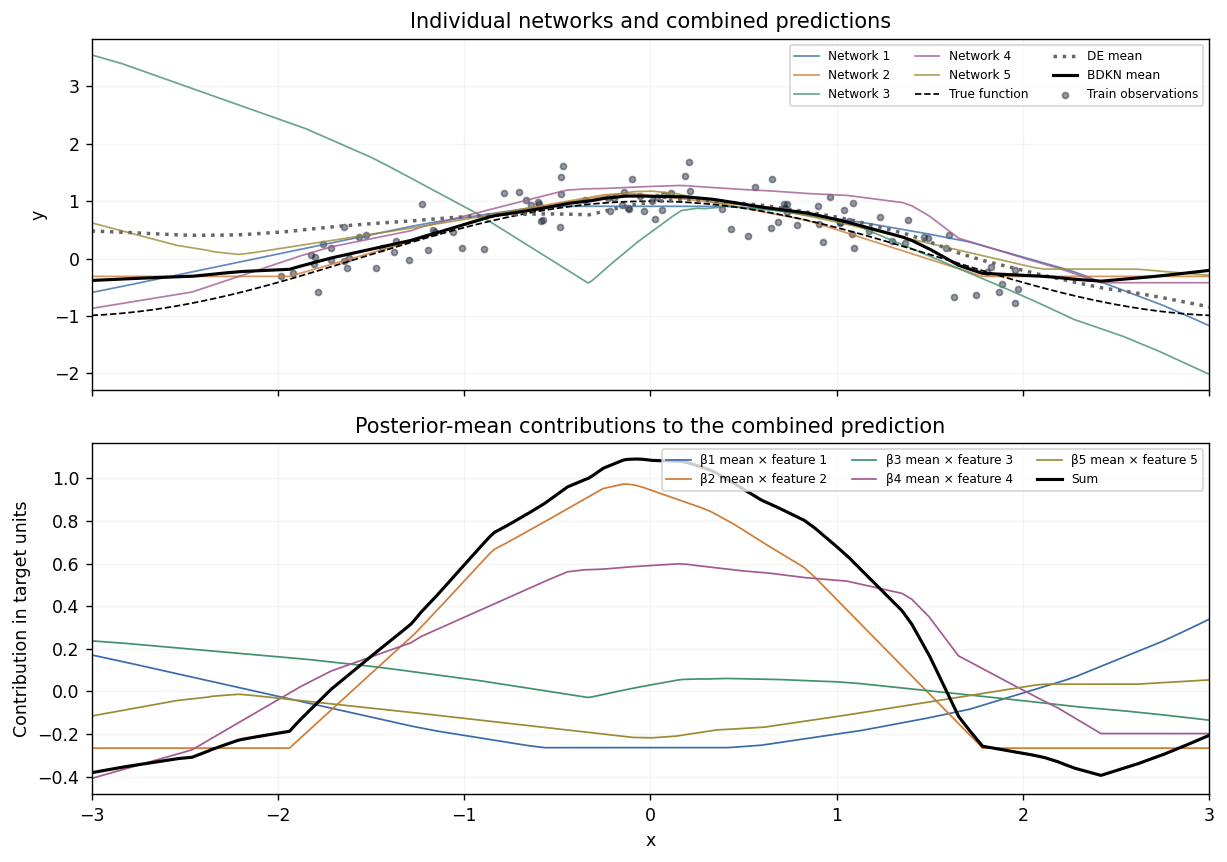 Individual networks and combined predictions
Network 1
Network 2
Network 3
Network 4
Network 5
True function
DE mean
BDKN mean
Train observations
y
3
2
1
0
−1
−2
Posterior-mean contributions to the combined prediction
β1 mean × feature 1
β2 mean × feature 2
β3 mean × feature 3
β4 mean × feature 4
β5 mean × feature 5
Sum
Contribution in target units
1.0
0.8
0.6
0.4
0.2
0.0
−0.2
−0.4
−3
−2
−1
0
1
2
3
x